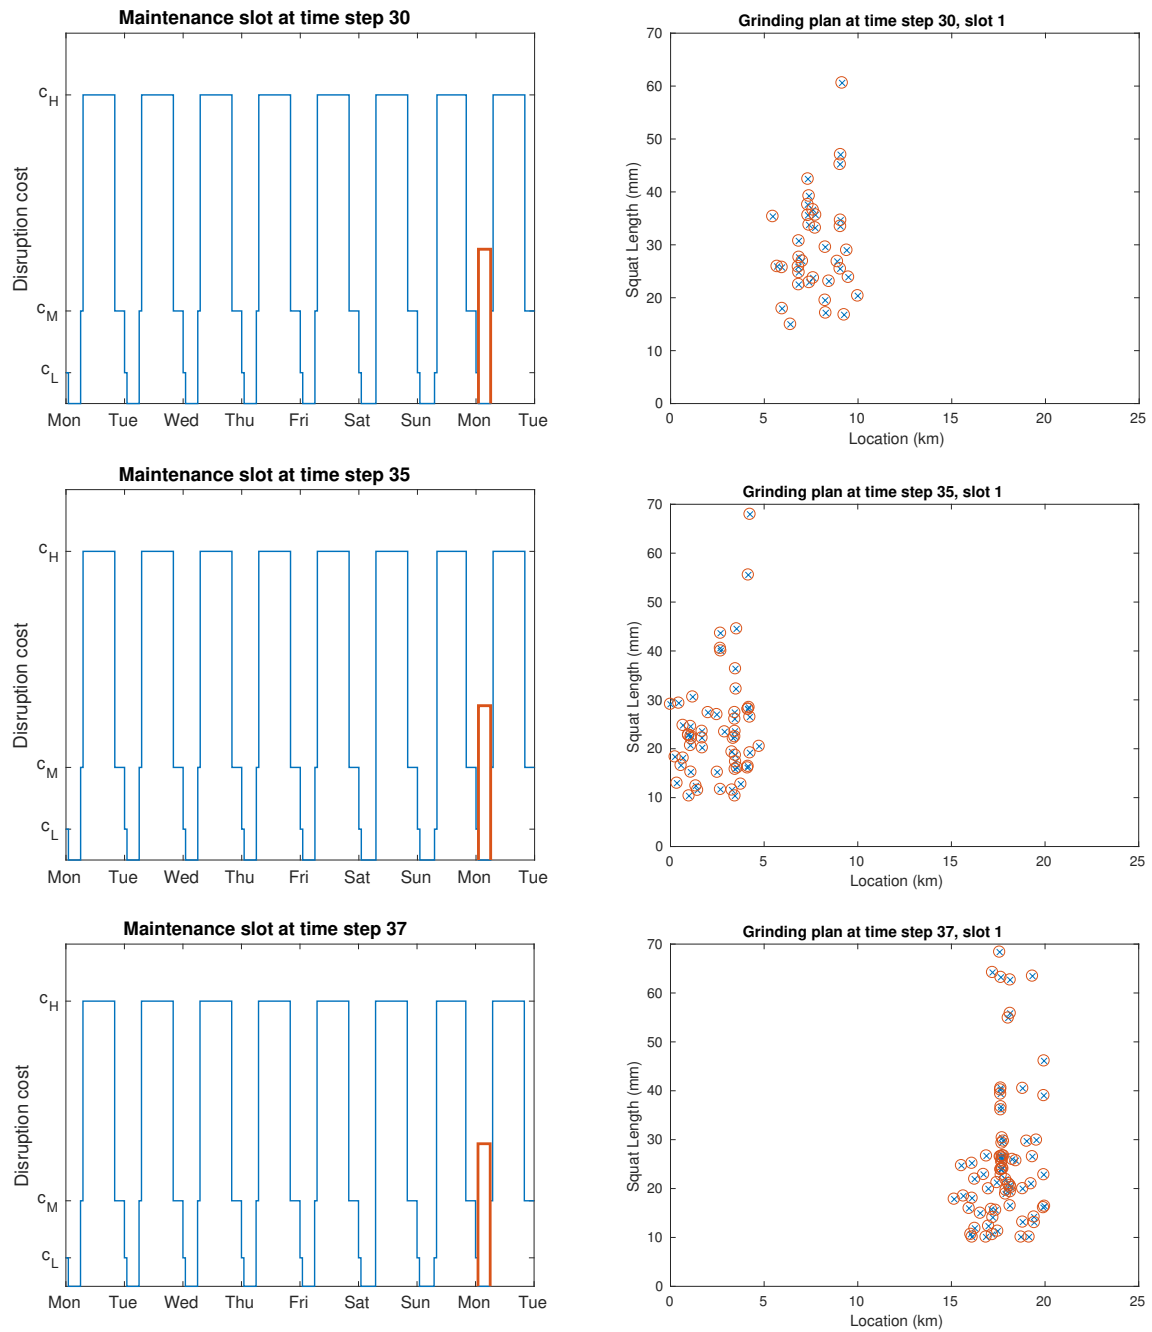 Maintenance slot at time step 30
Disruption cost
c_H
c_M
c_L
Mon Tue Wed Thu Fri Sat Sun Mon Tue
Grinding plan at time step 30, slot 1
Squat Length (mm)
70
60
50
40
30
20
10
0
0 5 10 15 20 25
Location (km)
Maintenance slot at time step 35
Disruption cost
c_H
c_M
c_L
Mon Tue Wed Thu Fri Sat Sun Mon Tue
Grinding plan at time step 35, slot 1
Squat Length (mm)
70
60
50
40
30
20
10
0
0 5 10 15 20 25
Location (km)
Maintenance slot at time step 37
Disruption cost
c_H
c_M
c_L
Mon Tue Wed Thu Fri Sat Sun Mon Tue
Grinding plan at time step 37, slot 1
Squat Length (mm)
70
60
50
40
30
20
10
0
0 5 10 15 20 25
Location (km)